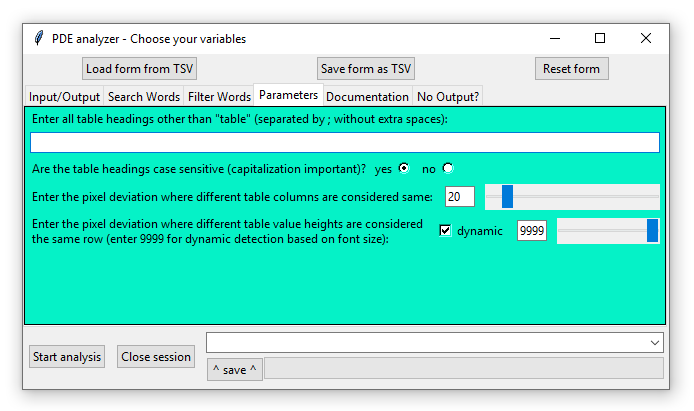 PDE analyzer - Choose your variables
Load form from TSV
Save form as TSV
Reset form
Input/Output
Search Words
Filter Words
Parameters
Documentation
No Output?
Enter all table headings other than "table" (separated by ; without extra spaces):
Are the table headings case sensitive (capitalization important)? yes no
Enter the pixel deviation where different table columns are considered same: 20
Enter the pixel deviation where different table value heights are considered
the same row (enter 9999 for dynamic detection based on font size):
dynamic 9999
Start analysis
Close session
^ save ^